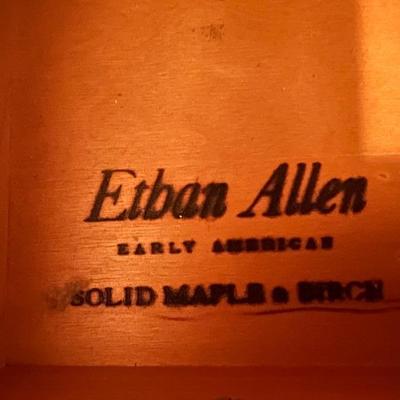 Ethan Allen
EARLY AMERICAN
SOLID MAPLE & BIRCH